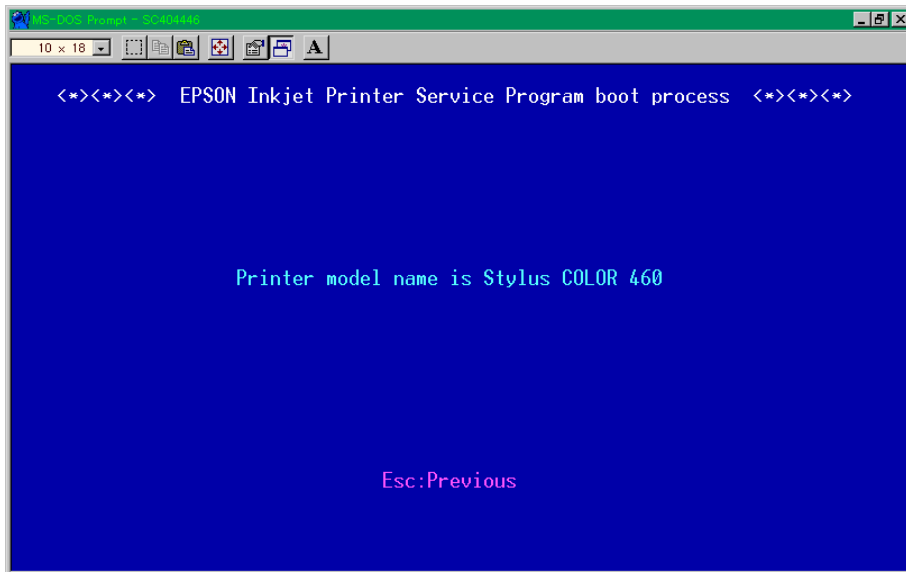 MS-DOS Prompt - SC404446
10 x 18
A
<*><*><*> EPSON Inkjet Printer Service Program boot process <*><*><*>
Printer model name is Stylus COLOR 460
Esc:Previous